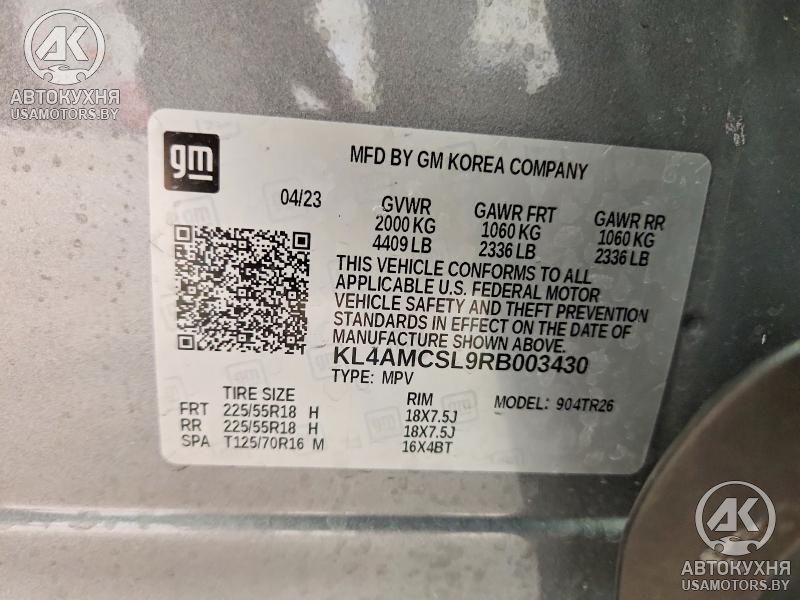 AK
АВТОКУХНЯ
USAMOTORS.BY
gm
MFD BY GM KOREA COMPANY
04/23
GVWR GAWR FRT GAWR RR
2000 KG 1060 KG 1060 KG
4409 LB 2336 LB 2336 LB
THIS VEHICLE CONFORMS TO ALL
APPLICABLE U.S. FEDERAL MOTOR
VEHICLE SAFETY AND THEFT PREVENTION
STANDARDS IN EFFECT ON THE DATE OF
MANUFACTURE SHOWN ABOVE.
KL4AMCSL9RB003430
TYPE: MPV
TIRE SIZE RIM MODEL: 904TR26
FRT 225/55R18 H 18X7.5J
RR 225/55R18 H 18X7.5J
SPA T125/70R16 M 16X4BT
AK
АВТОКУХНЯ
USAMOTORS.BY